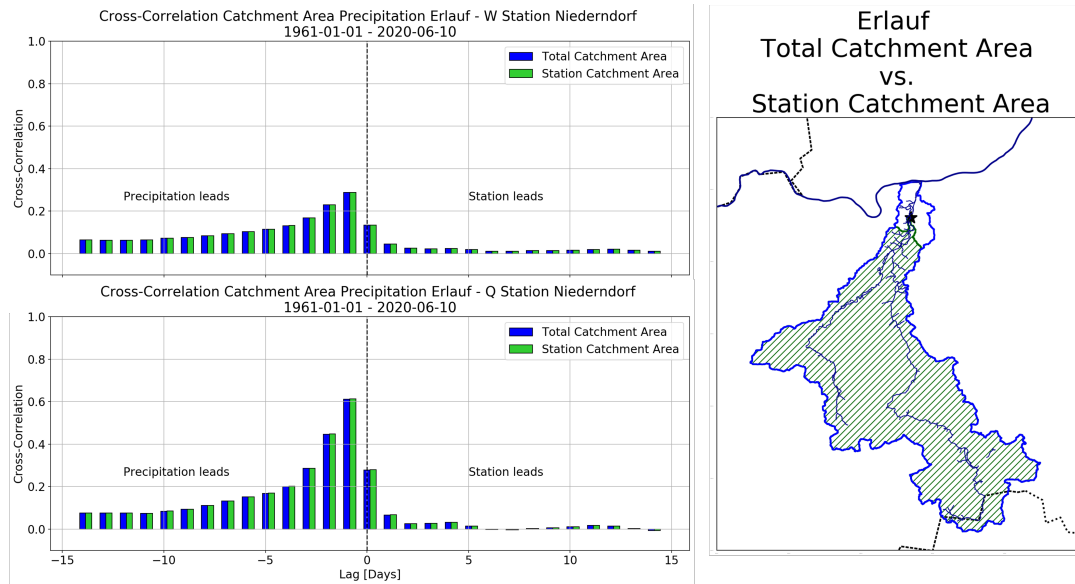 Cross-Correlation Catchment Area Precipitation Erlauf - W Station Niederndorf
1961-01-01 - 2020-06-10
1.0
0.8
0.6
0.4
0.2
0.0
Cross-Correlation
Total Catchment Area
Station Catchment Area
Precipitation leads
Station leads
Cross-Correlation Catchment Area Precipitation Erlauf - Q Station Niederndorf
1961-01-01 - 2020-06-10
1.0
0.8
0.6
0.4
0.2
0.0
Cross-Correlation
Total Catchment Area
Station Catchment Area
Precipitation leads
Station leads
−15 −10 −5 0 5 10 15
Lag [Days]
Erlauf
Total Catchment Area
vs.
Station Catchment Area